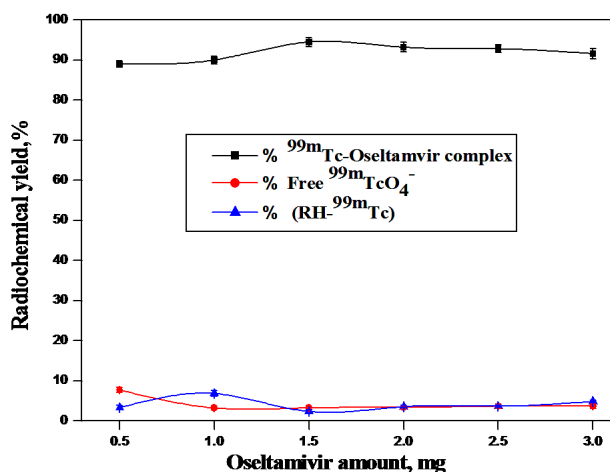 Radiochemical yield,%
100
90
80
70
60
50
40
30
20
10
0
% ⁹⁹ᵐTc-Oseltamvir complex
% Free ⁹⁹ᵐTcO₄⁻
% (RH-⁹⁹ᵐTc)
0.5 1.0 1.5 2.0 2.5 3.0
Oseltamivir amount, mg